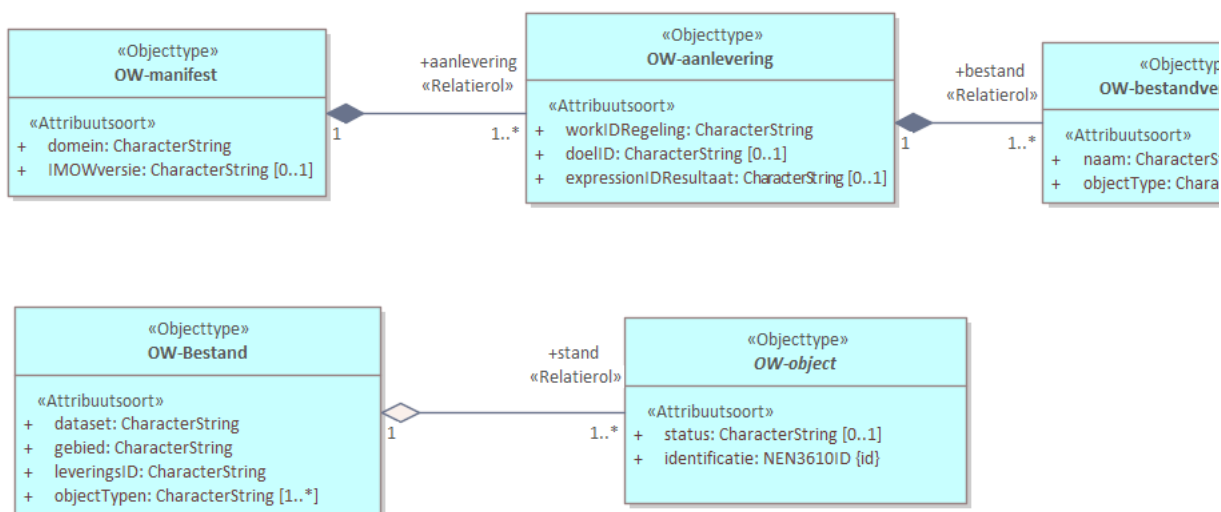 «Objecttype»
OW-manifest
«Attribuutsoort»
+ domein: CharacterString
+ IMOWversie: CharacterString [0..1]
+aanlevering
«Relatierol»
1
1..*
«Objecttype»
OW-aanlevering
«Attribuutsoort»
+ workIDRegeling: CharacterString
+ doelID: CharacterString [0..1]
+ expressionIDResultaat: CharacterString [0..1]
+bestand
«Relatierol»
1
1..*
«Objecttyp
OW-bestandve
«Attribuutsoort»
+ naam: CharacterSt
+ objectType: Chara
«Objecttype»
OW-Bestand
«Attribuutsoort»
+ dataset: CharacterString
+ gebied: CharacterString
+ leveringsID: CharacterString
+ objectTypen: CharacterString [1..*]
+stand
«Relatierol»
1
1..*
«Objecttype»
OW-object
«Attribuutsoort»
+ status: CharacterString [0..1]
+ identificatie: NEN3610ID {id}